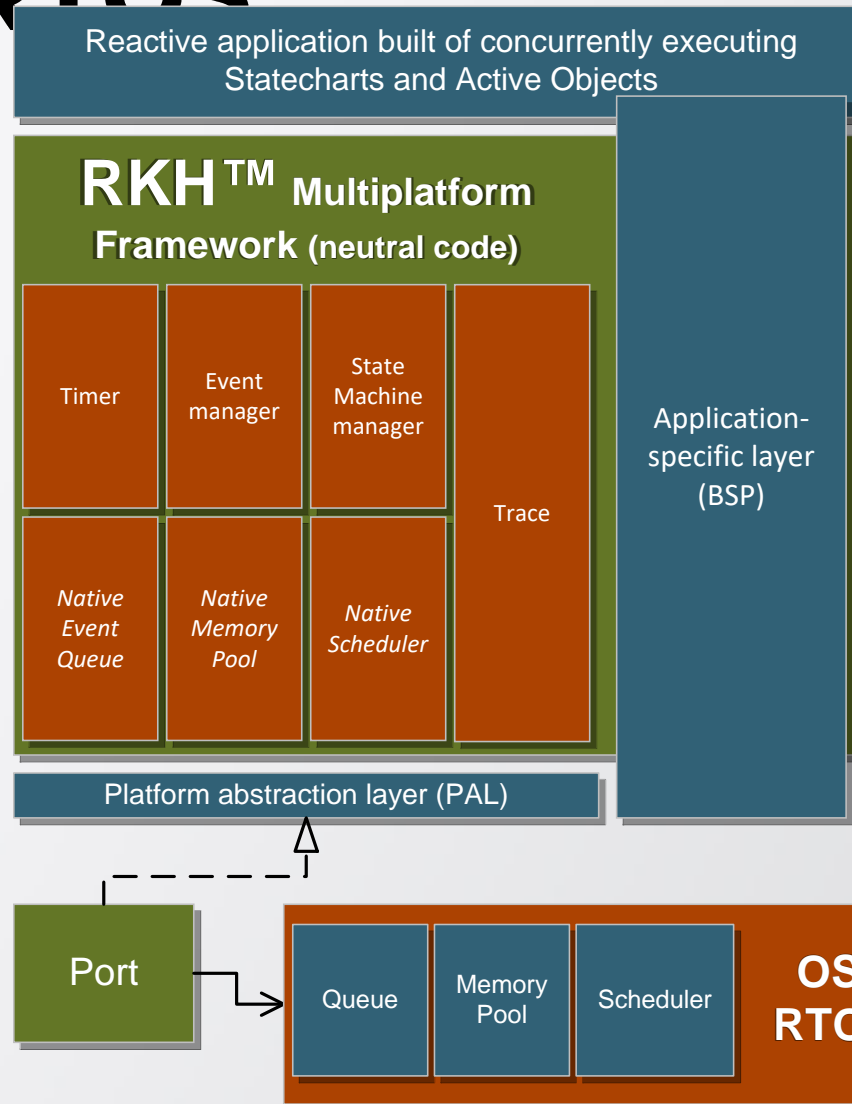 Reactive application built of concurrently executing
Statecharts and Active Objects
RKH™ Multiplatform
Framework (neutral code)
Timer
Event
manager
State
Machine
manager
Trace
Native
Event
Queue
Native
Memory
Pool
Native
Scheduler
Application-
specific layer
(BSP)
Platform abstraction layer (PAL)
Port
Queue
Memory
Pool
Scheduler
OS